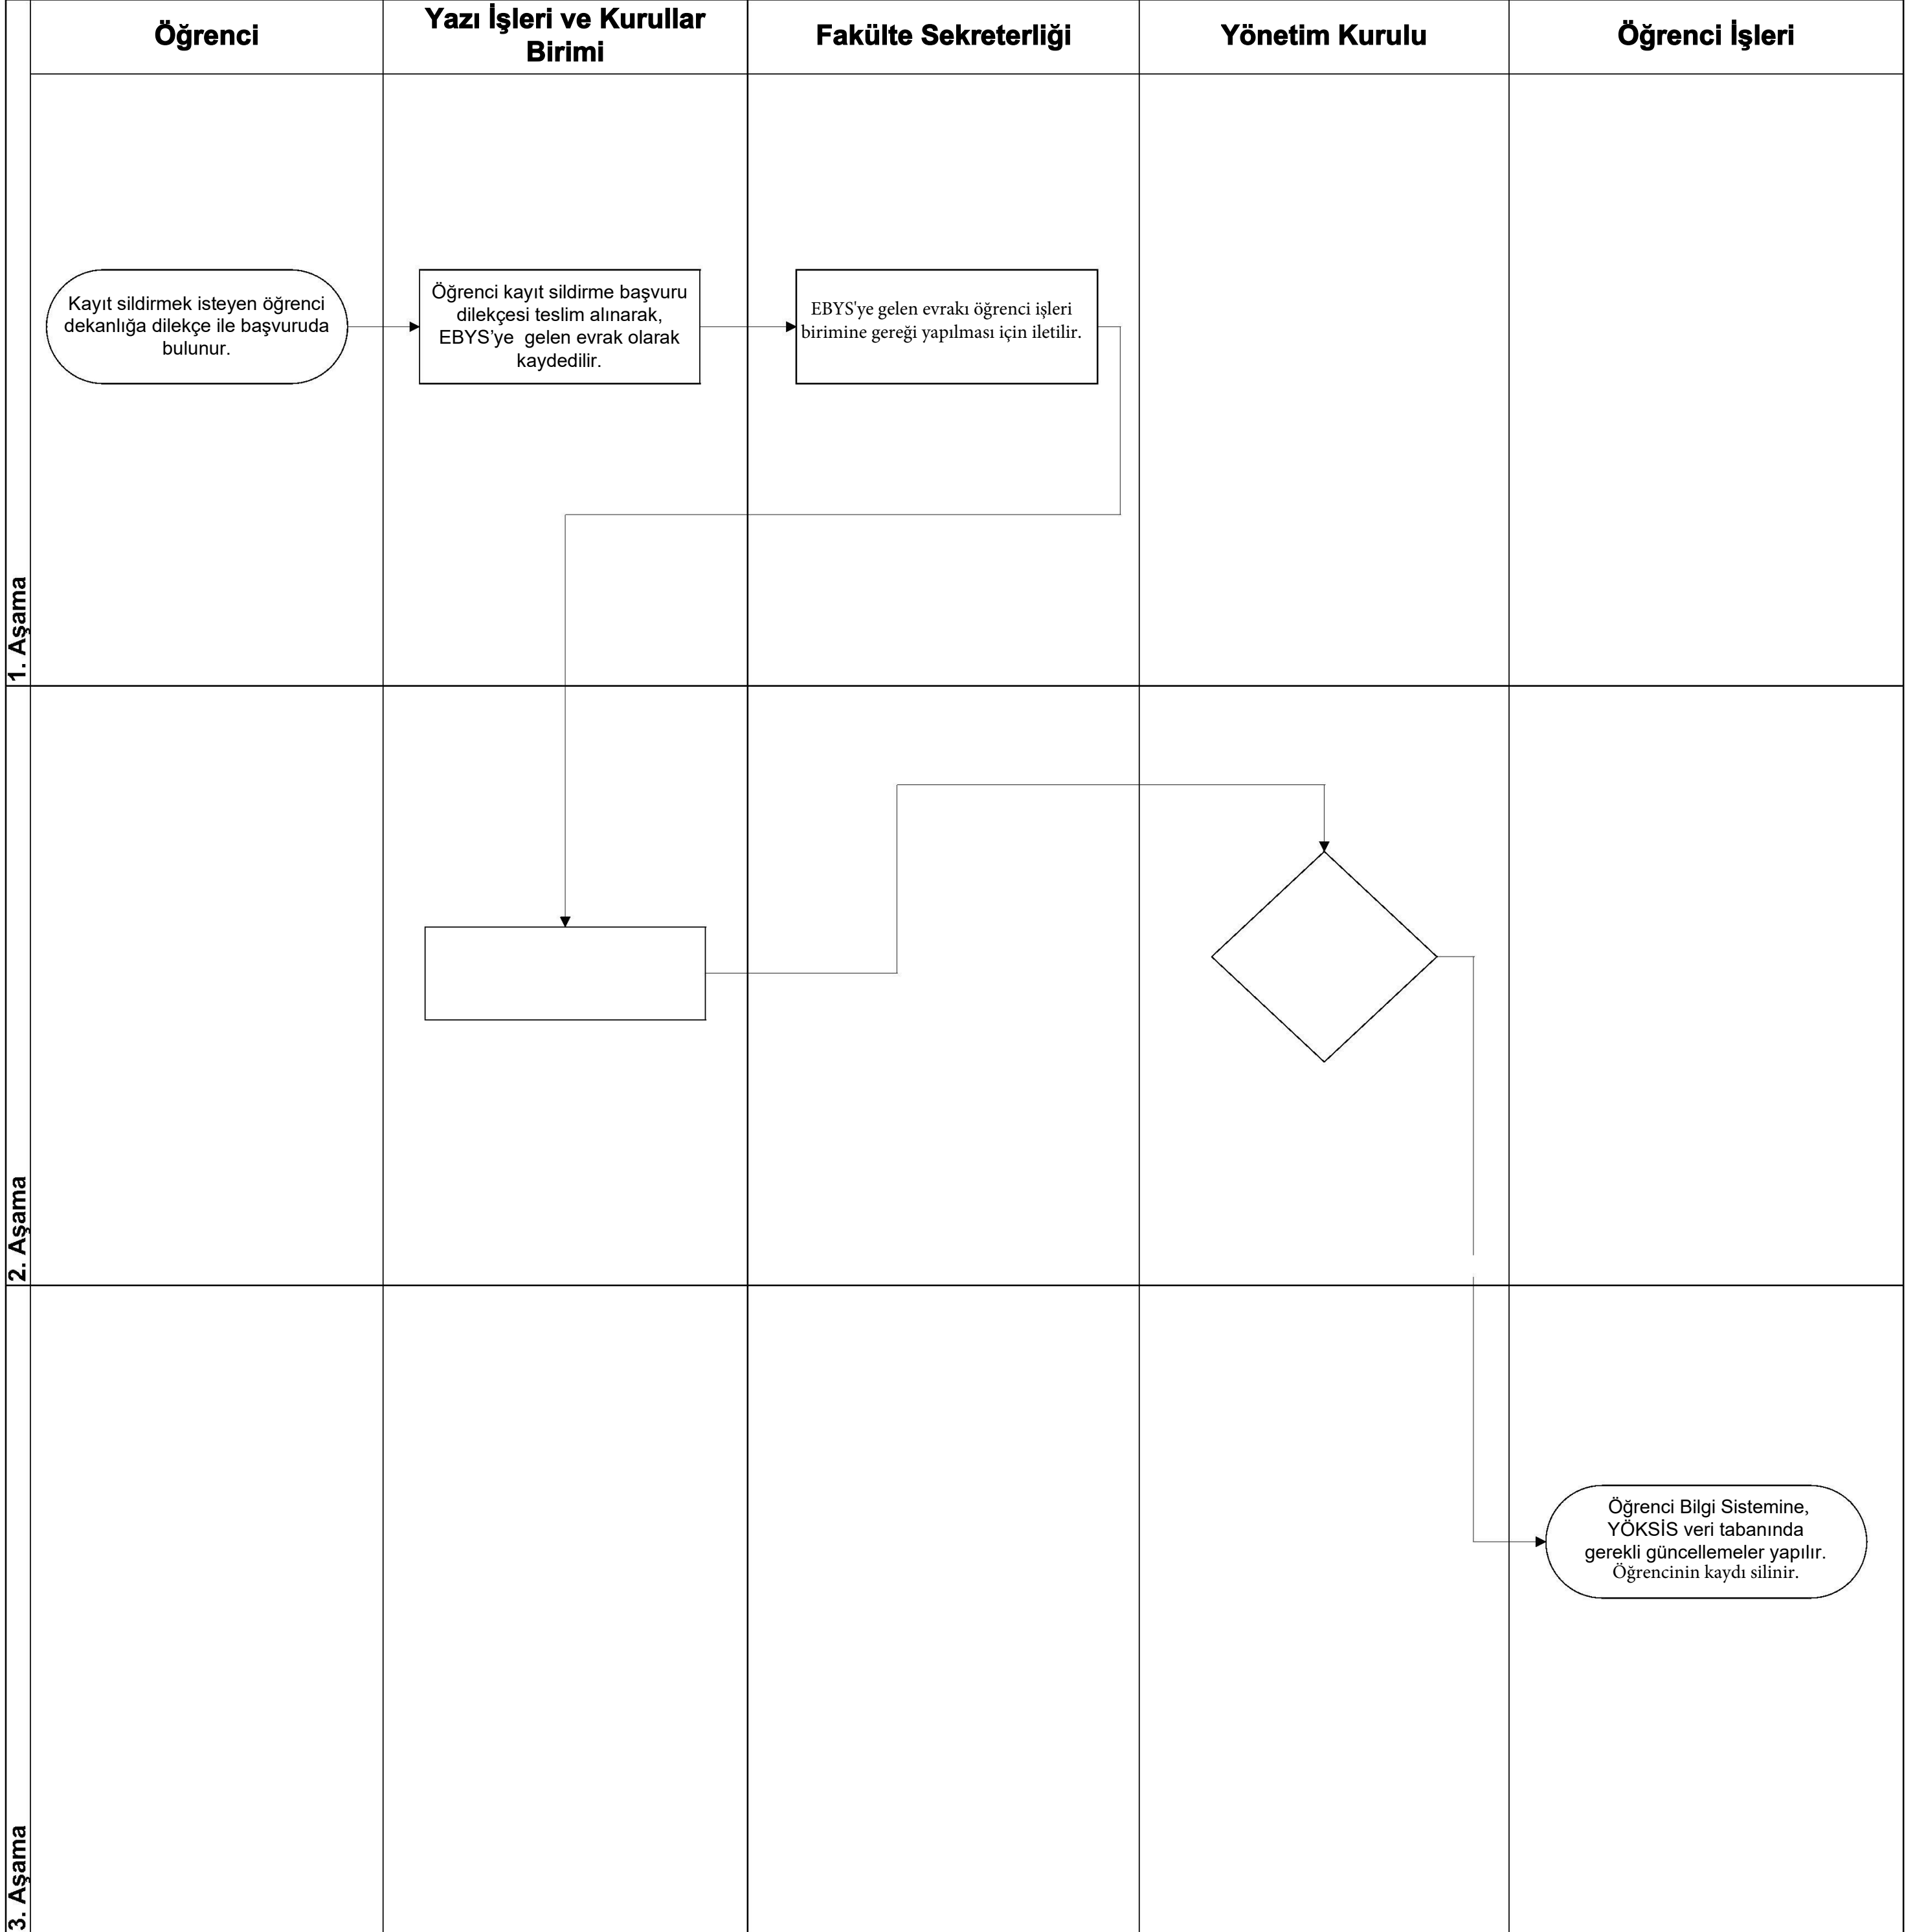 Öğrenci
Yazı İşleri ve Kurullar
Birimi
Fakülte Sekreterliği
Yönetim Kurulu
Öğrenci İşleri
1. Aşama
Kayıt sildirmek isteyen öğrenci
dekanlığa dilekçe ile başvuruda
bulunur.
Öğrenci kayıt sildirme başvuru
dilekçesi teslim alınarak,
EBYS’ye gelen evrak olarak
kaydedilir.
EBYS'ye gelen evrakı öğrenci işleri
birimine gereği yapılması için iletilir.
2. Aşama
3. Aşama
Öğrenci Bilgi Sistemine,
YÖKSİS veri tabanında
gerekli güncellemeler yapılır.
Öğrencinin kaydı silinir.